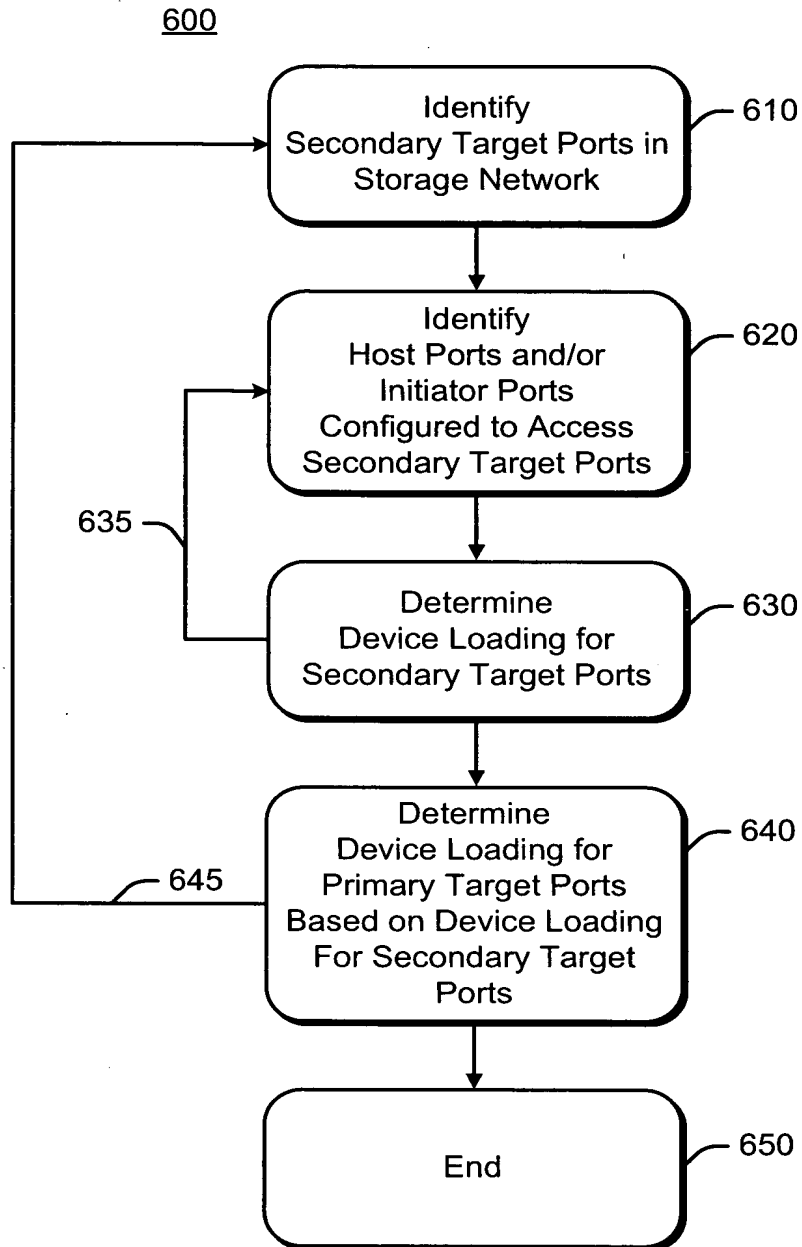 600
Identify
Secondary Target Ports in
Storage Network
610
Identify
Host Ports and/or
Initiator Ports
Configured to Access
Secondary Target Ports
620
635
Determine
Device Loading for
Secondary Target Ports
630
Determine
Device Loading for
Primary Target Ports
Based on Device Loading
For Secondary Target
Ports
640
645
End
650